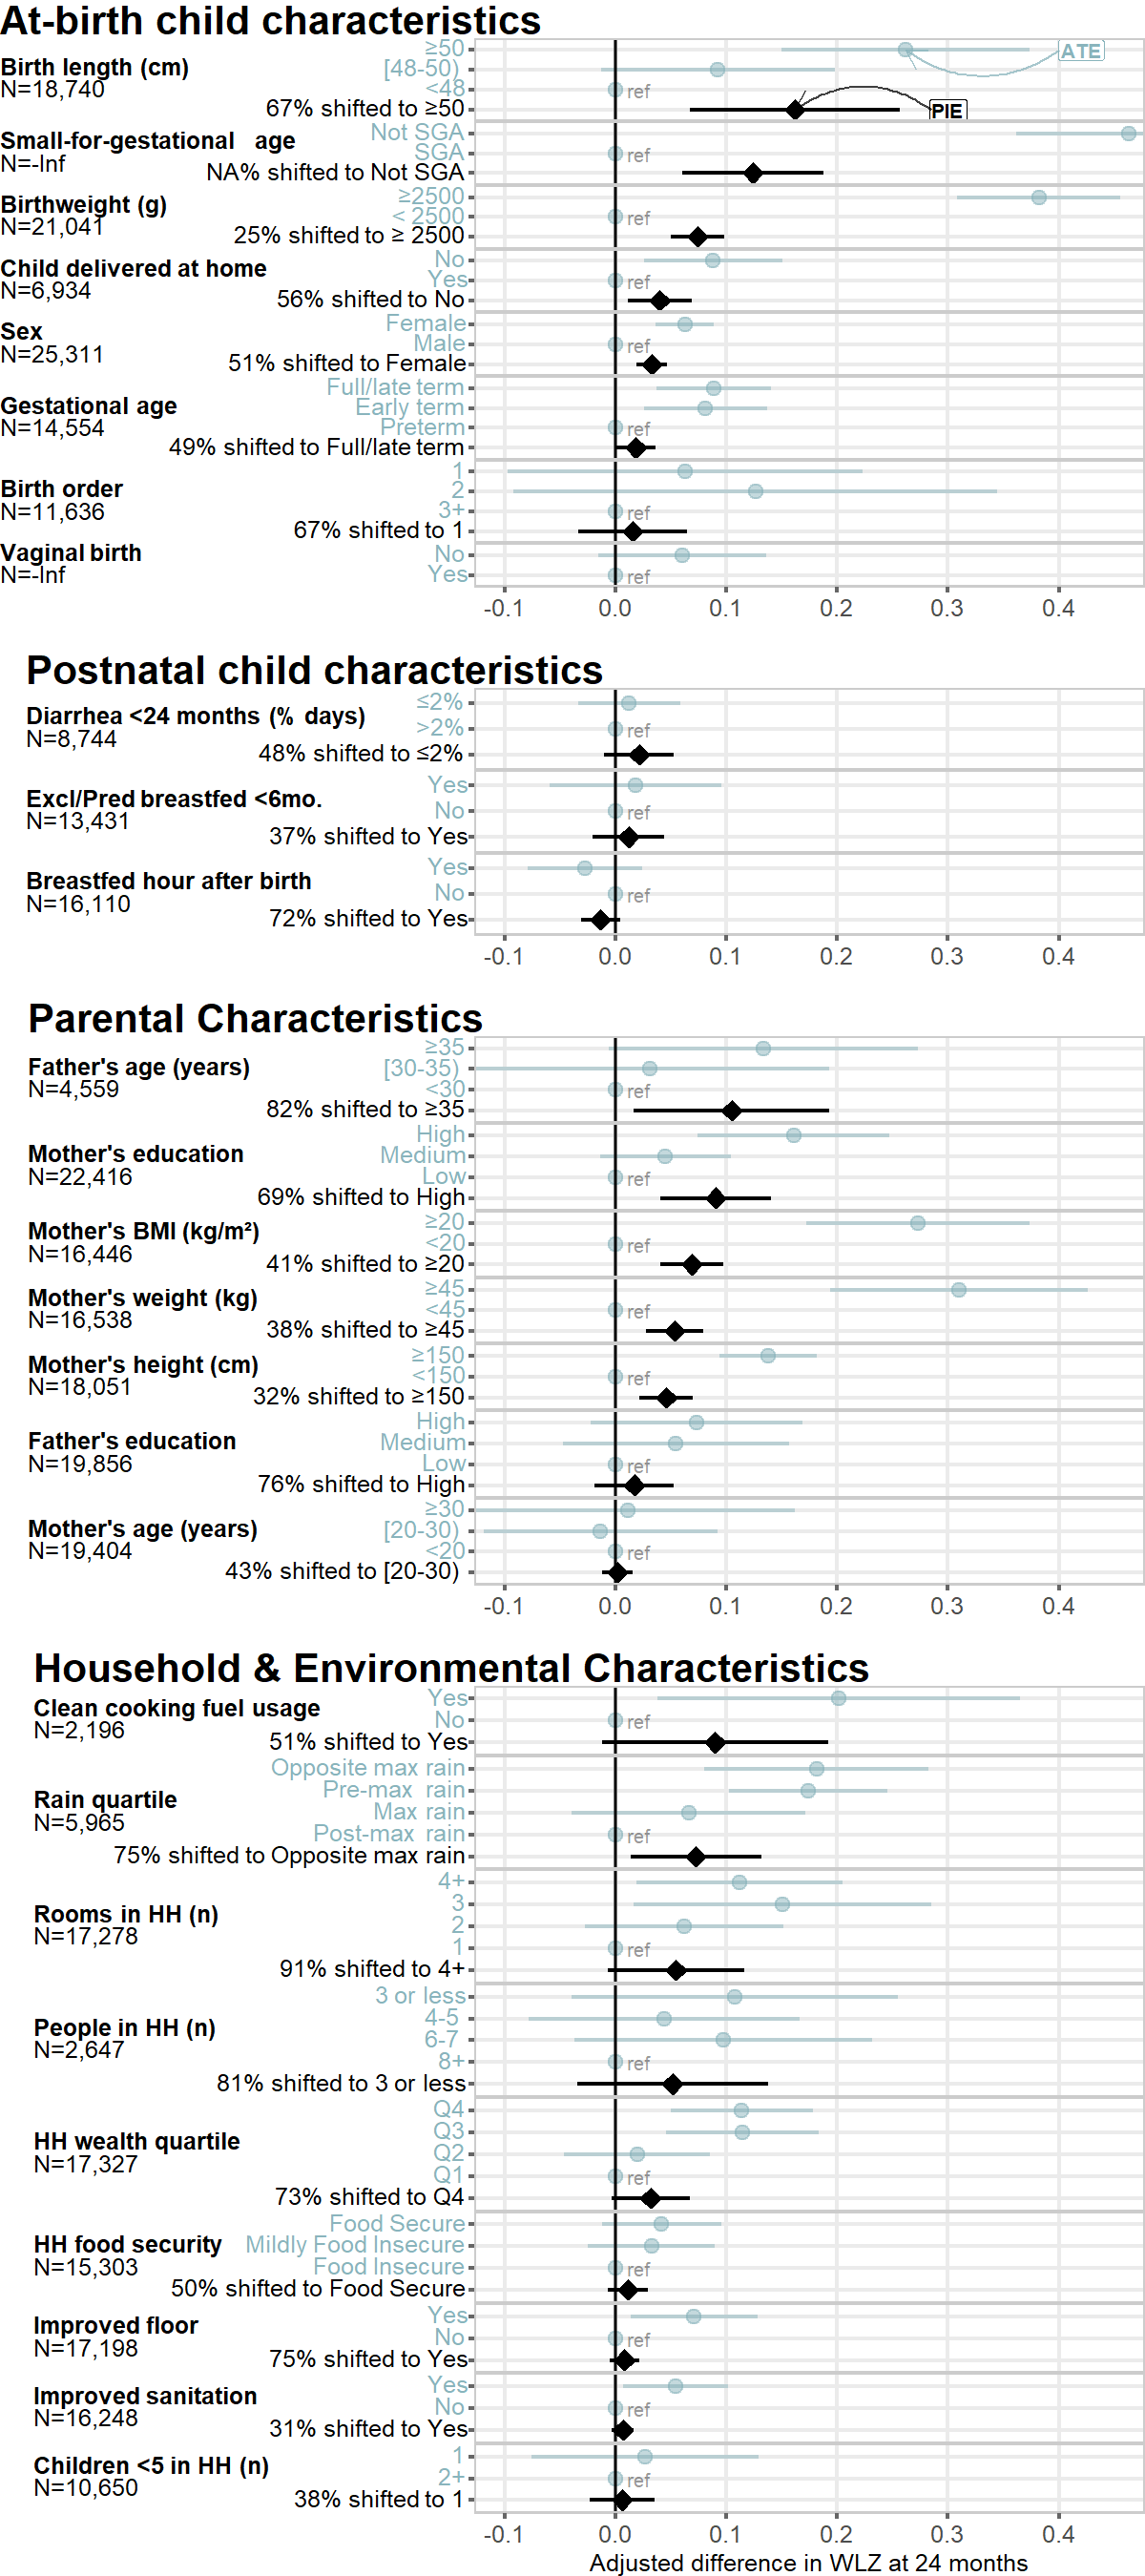 At-birth child characteristics
Birth length (cm)
N=18,740
≥50
[48-50)
<48
67% shifted to ≥50
ref
ATE
PIE
Small-for-gestational age
N=-Inf
Not SGA
SGA
NA% shifted to Not SGA
ref
Birthweight (g)
N=21,041
≥2500
< 2500
25% shifted to ≥ 2500
ref
Child delivered at home
N=6,934
No
Yes
56% shifted to No
ref
Sex
N=25,311
Female
Male
51% shifted to Female
ref
Gestational age
N=14,554
Full/late term
Early term
Preterm
49% shifted to Full/late term
ref
Birth order
N=11,636
1
2
3+
67% shifted to 1
ref
Vaginal birth
N=-Inf
No
Yes
ref
-0.1 0.0 0.1 0.2 0.3 0.4
Postnatal child characteristics
Diarrhea <24 months (% days)
N=8,744
≤2%
>2%
48% shifted to ≤2%
ref
Excl/Pred breastfed <6mo.
N=13,431
Yes
No
37% shifted to Yes
ref
Breastfed hour after birth
N=16,110
Yes
No
72% shifted to Yes
ref
-0.1 0.0 0.1 0.2 0.3 0.4
Parental Characteristics
Father's age (years)
N=4,559
≥35
[30-35)
<30
82% shifted to ≥35
ref
Mother's education
N=22,416
High
Medium
Low
69% shifted to High
ref
Mother's BMI (kg/m²)
N=16,446
≥20
<20
41% shifted to ≥20
ref
Mother's weight (kg)
N=16,538
≥45
<45
38% shifted to ≥45
ref
Mother's height (cm)
N=18,051
≥150
<150
32% shifted to ≥150
ref
Father's education
N=19,856
High
Medium
Low
76% shifted to High
ref
Mother's age (years)
N=19,404
≥30
[20-30)
<20
43% shifted to [20-30)
ref
-0.1 0.0 0.1 0.2 0.3 0.4
Household & Environmental Characteristics
Clean cooking fuel usage
N=2,196
Yes
No
51% shifted to Yes
ref
Rain quartile
N=5,965
Opposite max rain
Pre-max rain
Max rain
Post-max rain
75% shifted to Opposite max rain
ref
Rooms in HH (n)
N=17,278
4+
3
2
1
91% shifted to 4+
ref
People in HH (n)
N=2,647
3 or less
4-5
6-7
8+
81% shifted to 3 or less
ref
HH wealth quartile
N=17,327
Q4
Q3
Q2
Q1
73% shifted to Q4
ref
HH food security
N=15,303
Food Secure
Mildly Food Insecure
Food Insecure
50% shifted to Food Secure
ref
Improved floor
N=17,198
Yes
No
75% shifted to Yes
ref
Improved sanitation
N=16,248
Yes
No
31% shifted to Yes
ref
Children <5 in HH (n)
N=10,650
1
2+
38% shifted to 1
ref
-0.1 0.0 0.1 0.2 0.3 0.4
Adjusted difference in WLZ at 24 months